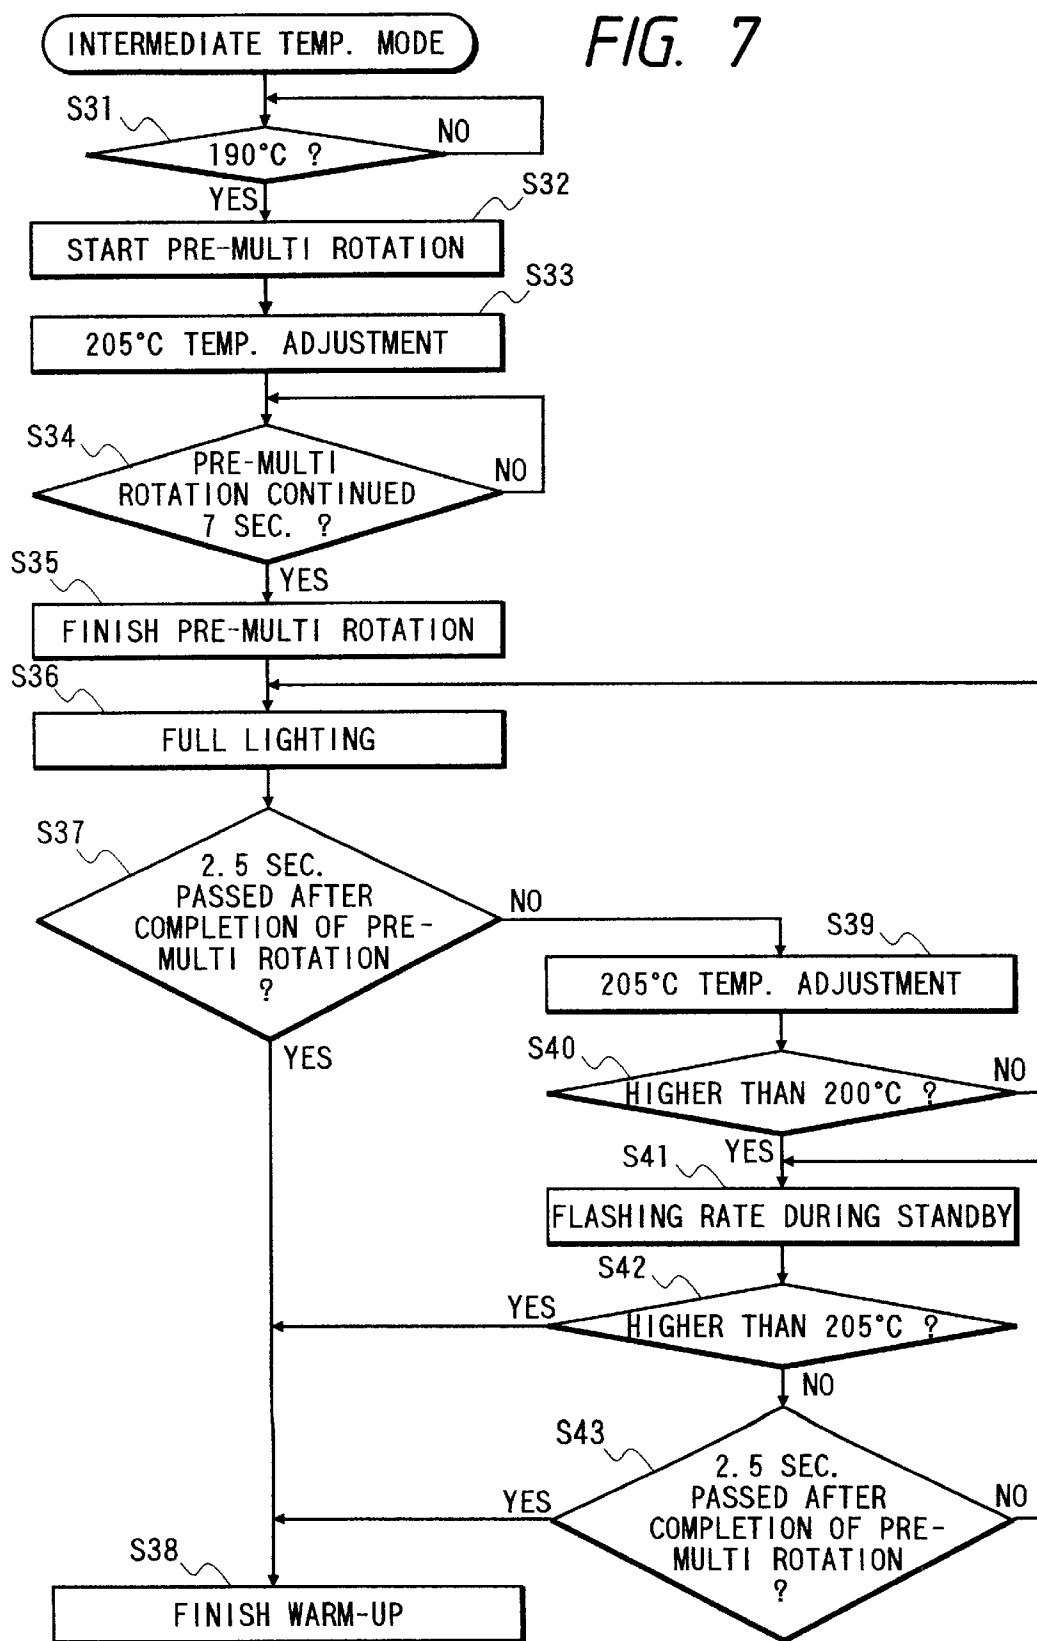 FIG. 7
INTERMEDIATE TEMP. MODE
S31
190°C ?
NO
YES
S32
START PRE-MULTI ROTATION
S33
205°C TEMP. ADJUSTMENT
S34
PRE-MULTI
ROTATION CONTINUED
7 SEC. ?
NO
YES
S35
FINISH PRE-MULTI ROTATION
S36
FULL LIGHTING
S37
2.5 SEC.
PASSED AFTER
COMPLETION OF PRE-
MULTI ROTATION
?
NO
YES
S39
205°C TEMP. ADJUSTMENT
S40
HIGHER THAN 200°C ?
NO
YES
S41
FLASHING RATE DURING STANDBY
S42
HIGHER THAN 205°C ?
YES
NO
S43
2.5 SEC.
PASSED AFTER
COMPLETION OF PRE-
MULTI ROTATION
?
YES
NO
S38
FINISH WARM-UP